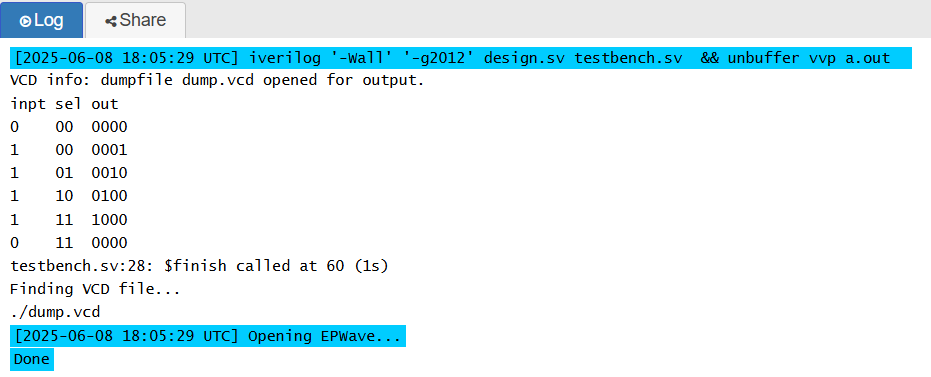 Log Share
[2025-06-08 18:05:29 UTC] iverilog '-Wall' '-g2012' design.sv testbench.sv  && unbuffer vvp a.out
VCD info: dumpfile dump.vcd opened for output.
inpt sel out
0    00  0000
1    00  0001
1    01  0010
1    10  0100
1    11  1000
0    11  0000
testbench.sv:28: $finish called at 60 (1s)
Finding VCD file...
./dump.vcd
[2025-06-08 18:05:29 UTC] Opening EPWave...
Done